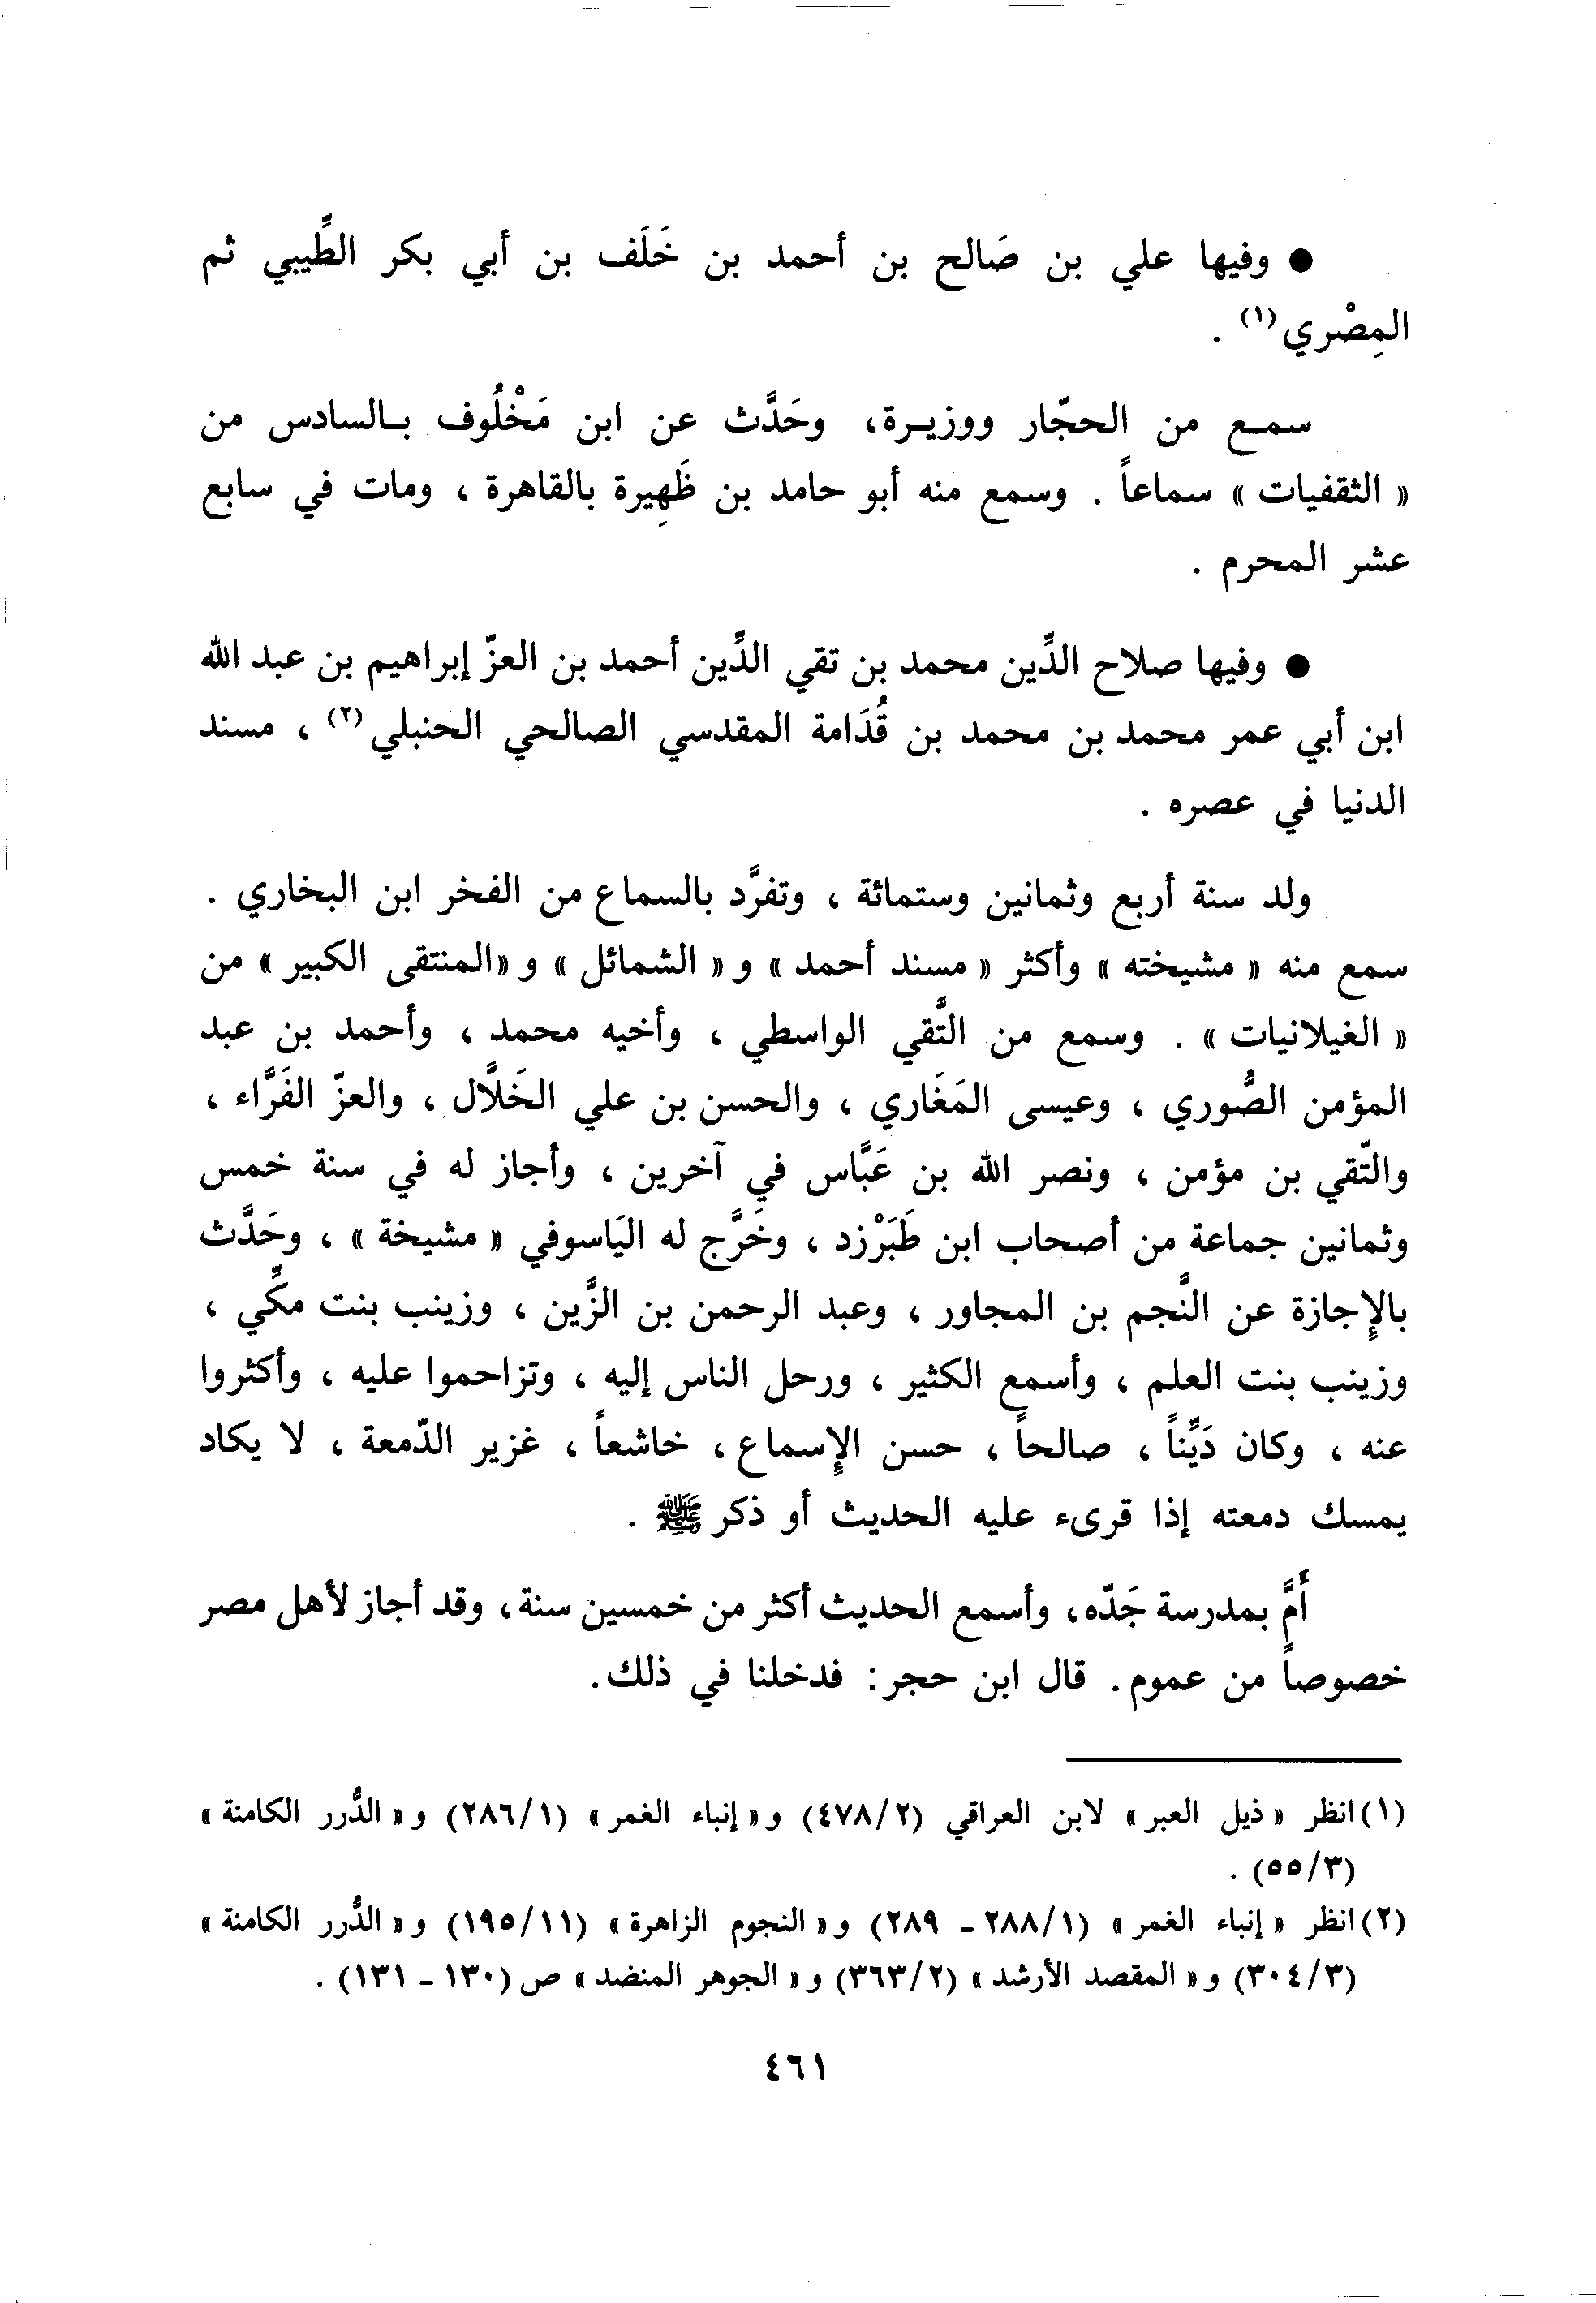 ● وفيها علي بن صَالح بن أحمد بن خَلَف بن أبي بكر الطِّيبي ثم
المِصْري (١) .
سمـع من الحجّار ووزيـرة، وحَدَّث عن ابن مَخْلُوف بـالسادس من
« الثقفيات » سماعاً . وسمع منه أبو حامد بن ظَهِيرة بالقاهرة ، ومات في سابع
عشر المحرم .
● وفيها صلاح الدِّين محمد بن تقي الدِّين أحمد بن العزّ إبراهيم بن عبد الله
ابن أبي عمر محمد بن محمد بن قُدَامة المقدسي الصالحي الحنبلي (٢) ، مسند
الدنيا في عصره .
ولد سنة أربع وثمانين وستمائة ، وتفرَّد بالسماع من الفخر ابن البخاري .
سمع منه « مشيخته » وأكثر « مسند أحمد » و « الشمائل » و «المنتقى الكبير » من
« الغيلانيات » . وسمع من التَّقي الواسطي ، وأخيه محمد ، وأحمد بن عبد
المؤمن الصُّوري ، وعيسى المَغَاري ، والحسن بن علي الخَلَّال ، والعزّ الفَرَّاء ،
والتّقي بن مؤمن ، ونصر الله بن عَبَّاس في آخرين ، وأجاز له في سنة خمس
وثمانين جماعة من أصحاب ابن طَبَرْزد ، وخَرَّج له اليَاسوفي « مشيخة » ، وحَدَّث
بالإجازة عن النَّجم بن المجاور ، وعبد الرحمن بن الزَّين ، وزينب بنت مكِّي ،
وزينب بنت العلم ، وأسمع الكثير ، ورحل الناس إليه ، وتزاحموا عليه ، وأكثروا
عنه ، وكان دَيِّناً ، صالحاً ، حسن الإسماع ، خاشعاً ، غزير الدّمعة ، لا يكاد
يمسك دمعته إذا قرىء عليه الحديث أو ذكر ﷺ .
أَمَّ بمدرسة جَدّه، وأسمع الحديث أكثر من خمسين سنة، وقد أجاز لأهل مصر
خصوصاً من عموم. قال ابن حجر: فدخلنا في ذلك.
(١) انظر « ذيل العبر » لابن العراقي (٤٧٨/٢) و « إنباء الغمر » (٢٨٦/١) و « الدُّرر الكامنة »
(٥٥/٣) .
(٢) انظر « إنباء الغمر » (٢٨٨/١ - ٢٨٩) و « النجوم الزاهرة » (١٩٥/١١) و « الدُّرر الكامنة »
(٣٠٤/٣) و « المقصد الأرشد » (٣٦٣/٢) و « الجوهر المنضد » ص (١٣٠ - ١٣١) .
٤٦١